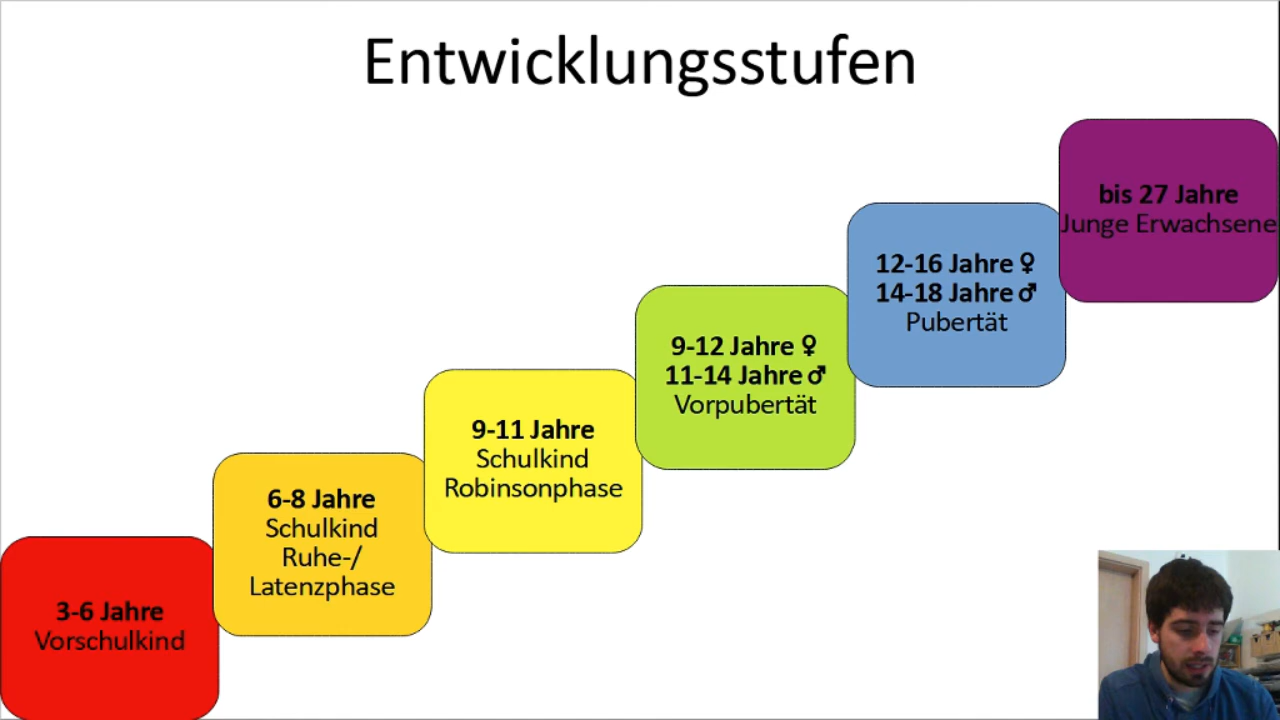 Entwicklungsstufen
3-6 Jahre
Vorschulkind
6-8 Jahre
Schulkind
Ruhe-/
Latenzphase
9-11 Jahre
Schulkind
Robinsonphase
9-12 Jahre ♀
11-14 Jahre ♂
Vorpubertät
12-16 Jahre ♀
14-18 Jahre ♂
Pubertät
bis 27 Jahre
Junge Erwachsene